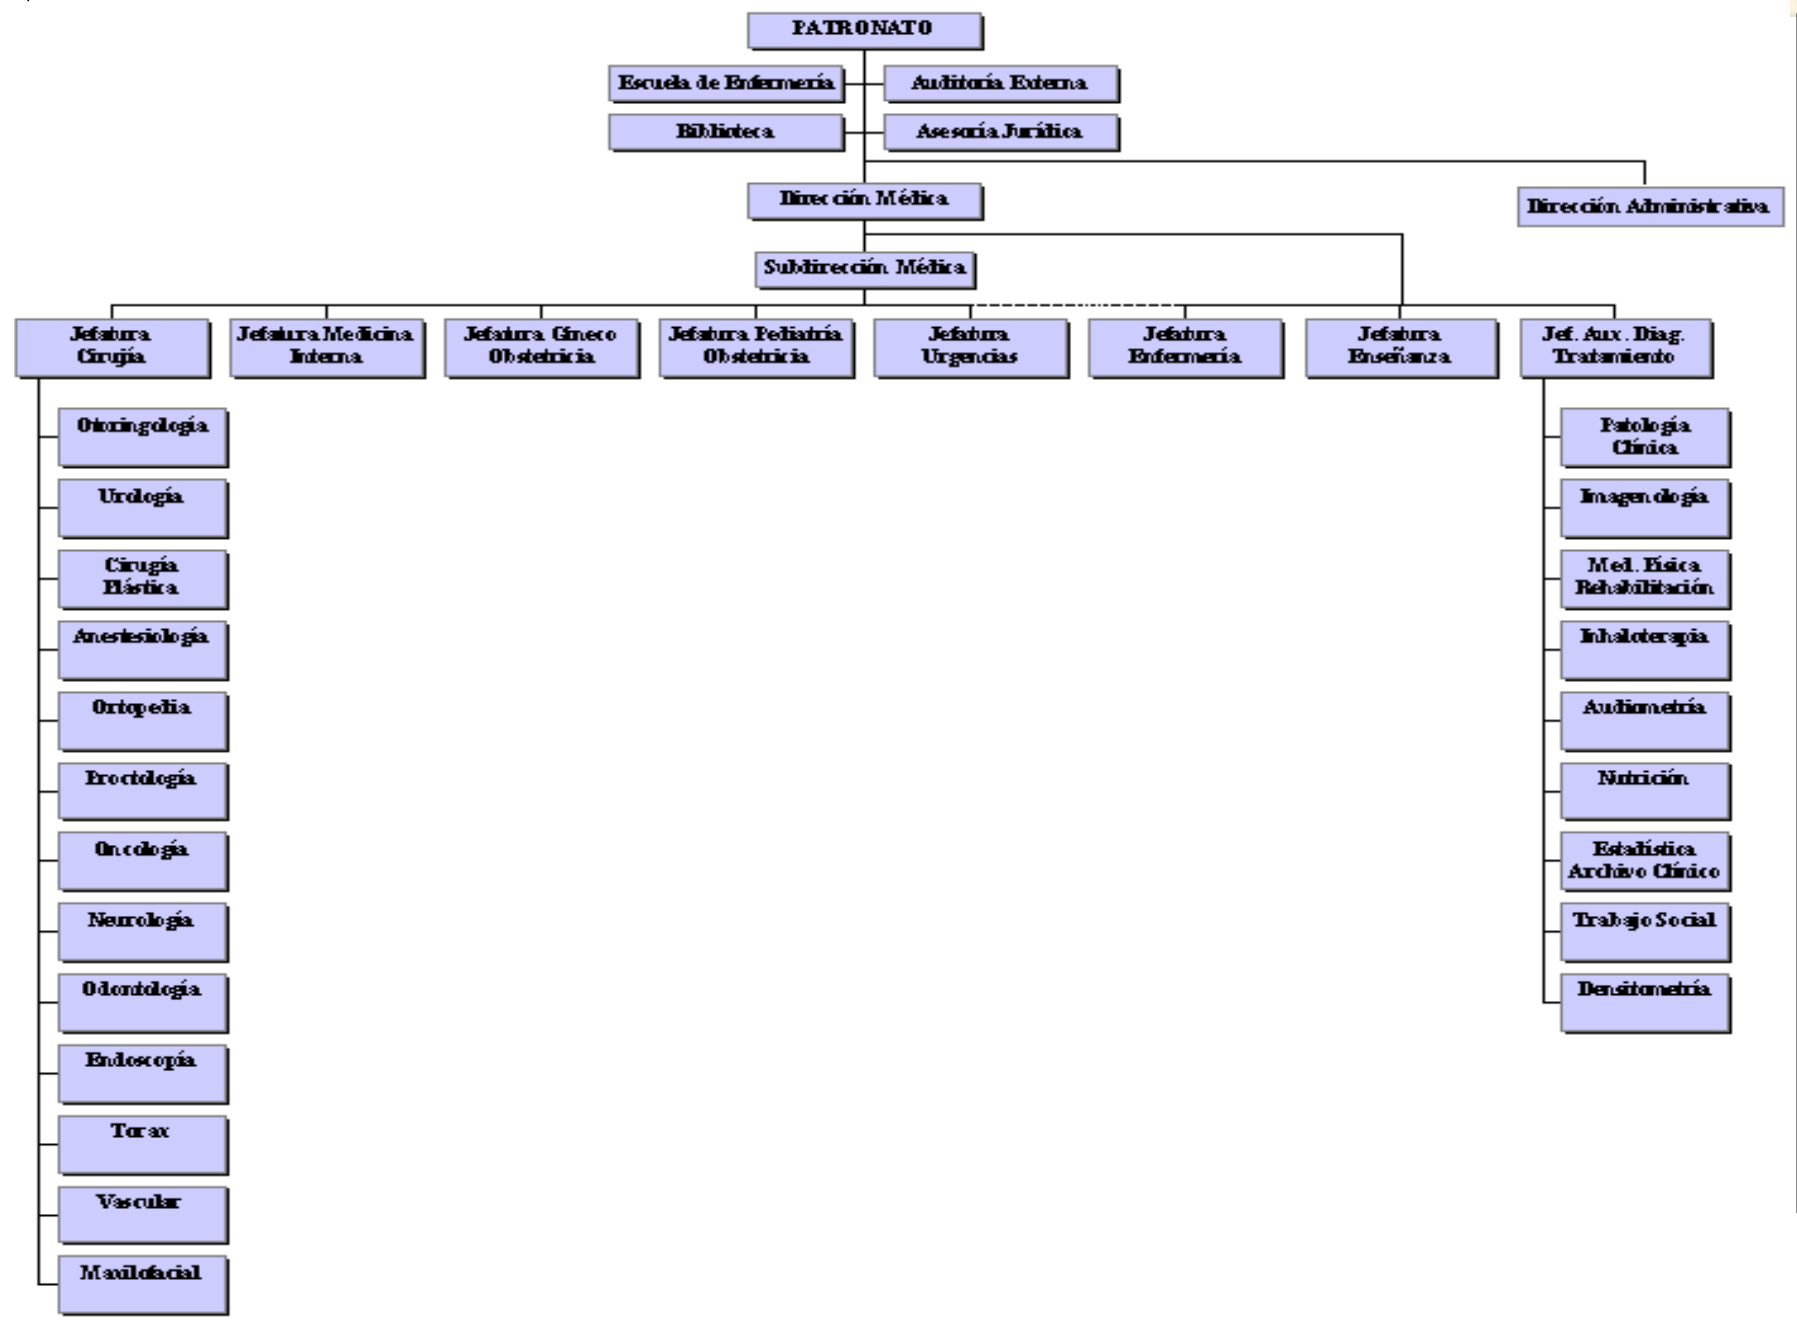 PATRONATO
Escuela de Enfermería
Auditoría Externa
Biblioteca
Asesoría Jurídica
Dirección Médica
Dirección Administrativa
Subdirección Médica
Jefatura
Cirujía
Jefatura Medicina
Interna
Jefatura Gineco
Obstetricia
Jefatura Pediatría
Obstetricia
Jefatura
Urgencias
Jefatura
Enfermería
Jefatura
Enseñanza
Jef. Aux. Diag.
Tratamiento
Otoringología
Urología
Cirugía
Plástica
Anestesiología
Ortopedia
Proctología
Oncología
Neurología
Odontología
Endoscopía
Torax
Vascular
Maxilofacial
Patología
Clínica
Imagenología
Med. Física
Rehabilitación
Inhaloterapia
Audiometría
Nutrición
Estadística
Archivo Clínico
Trabajo Social
Densitometría